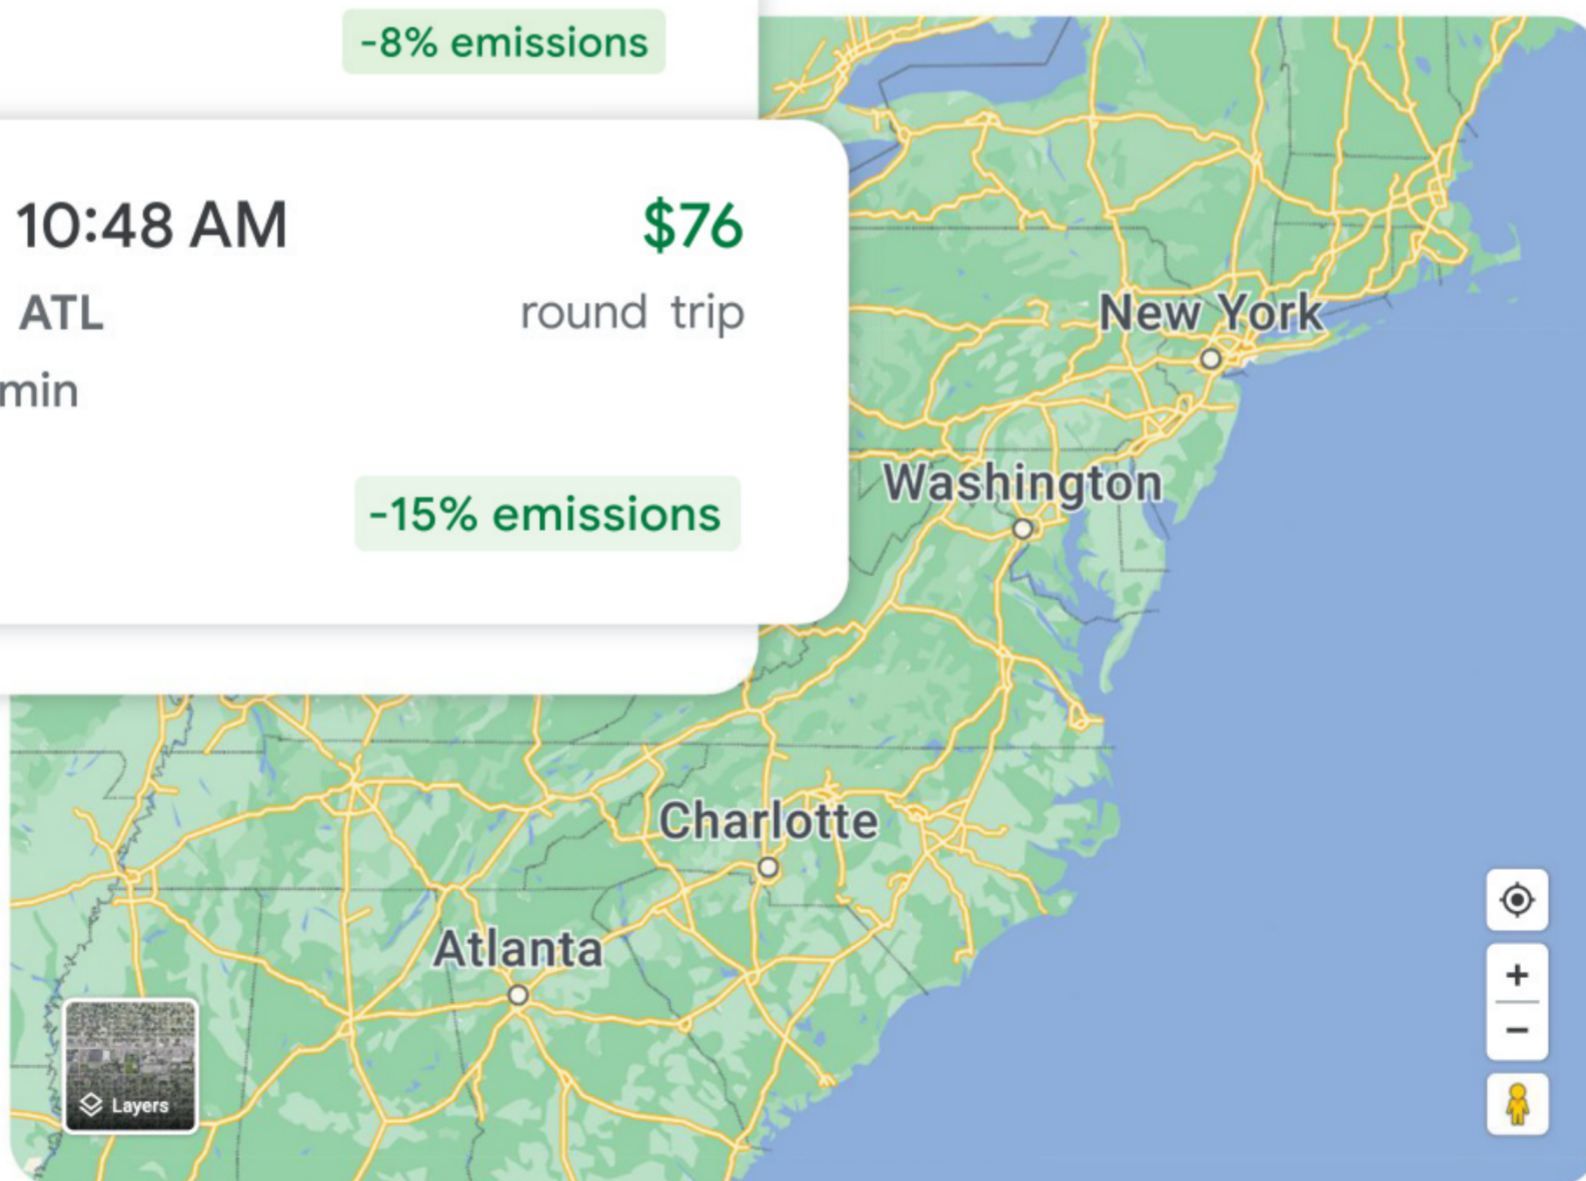 -8% emissions
10:48 AM
$76
ATL
round trip
min
-15% emissions
New York
Washington
Charlotte
Atlanta
Layers